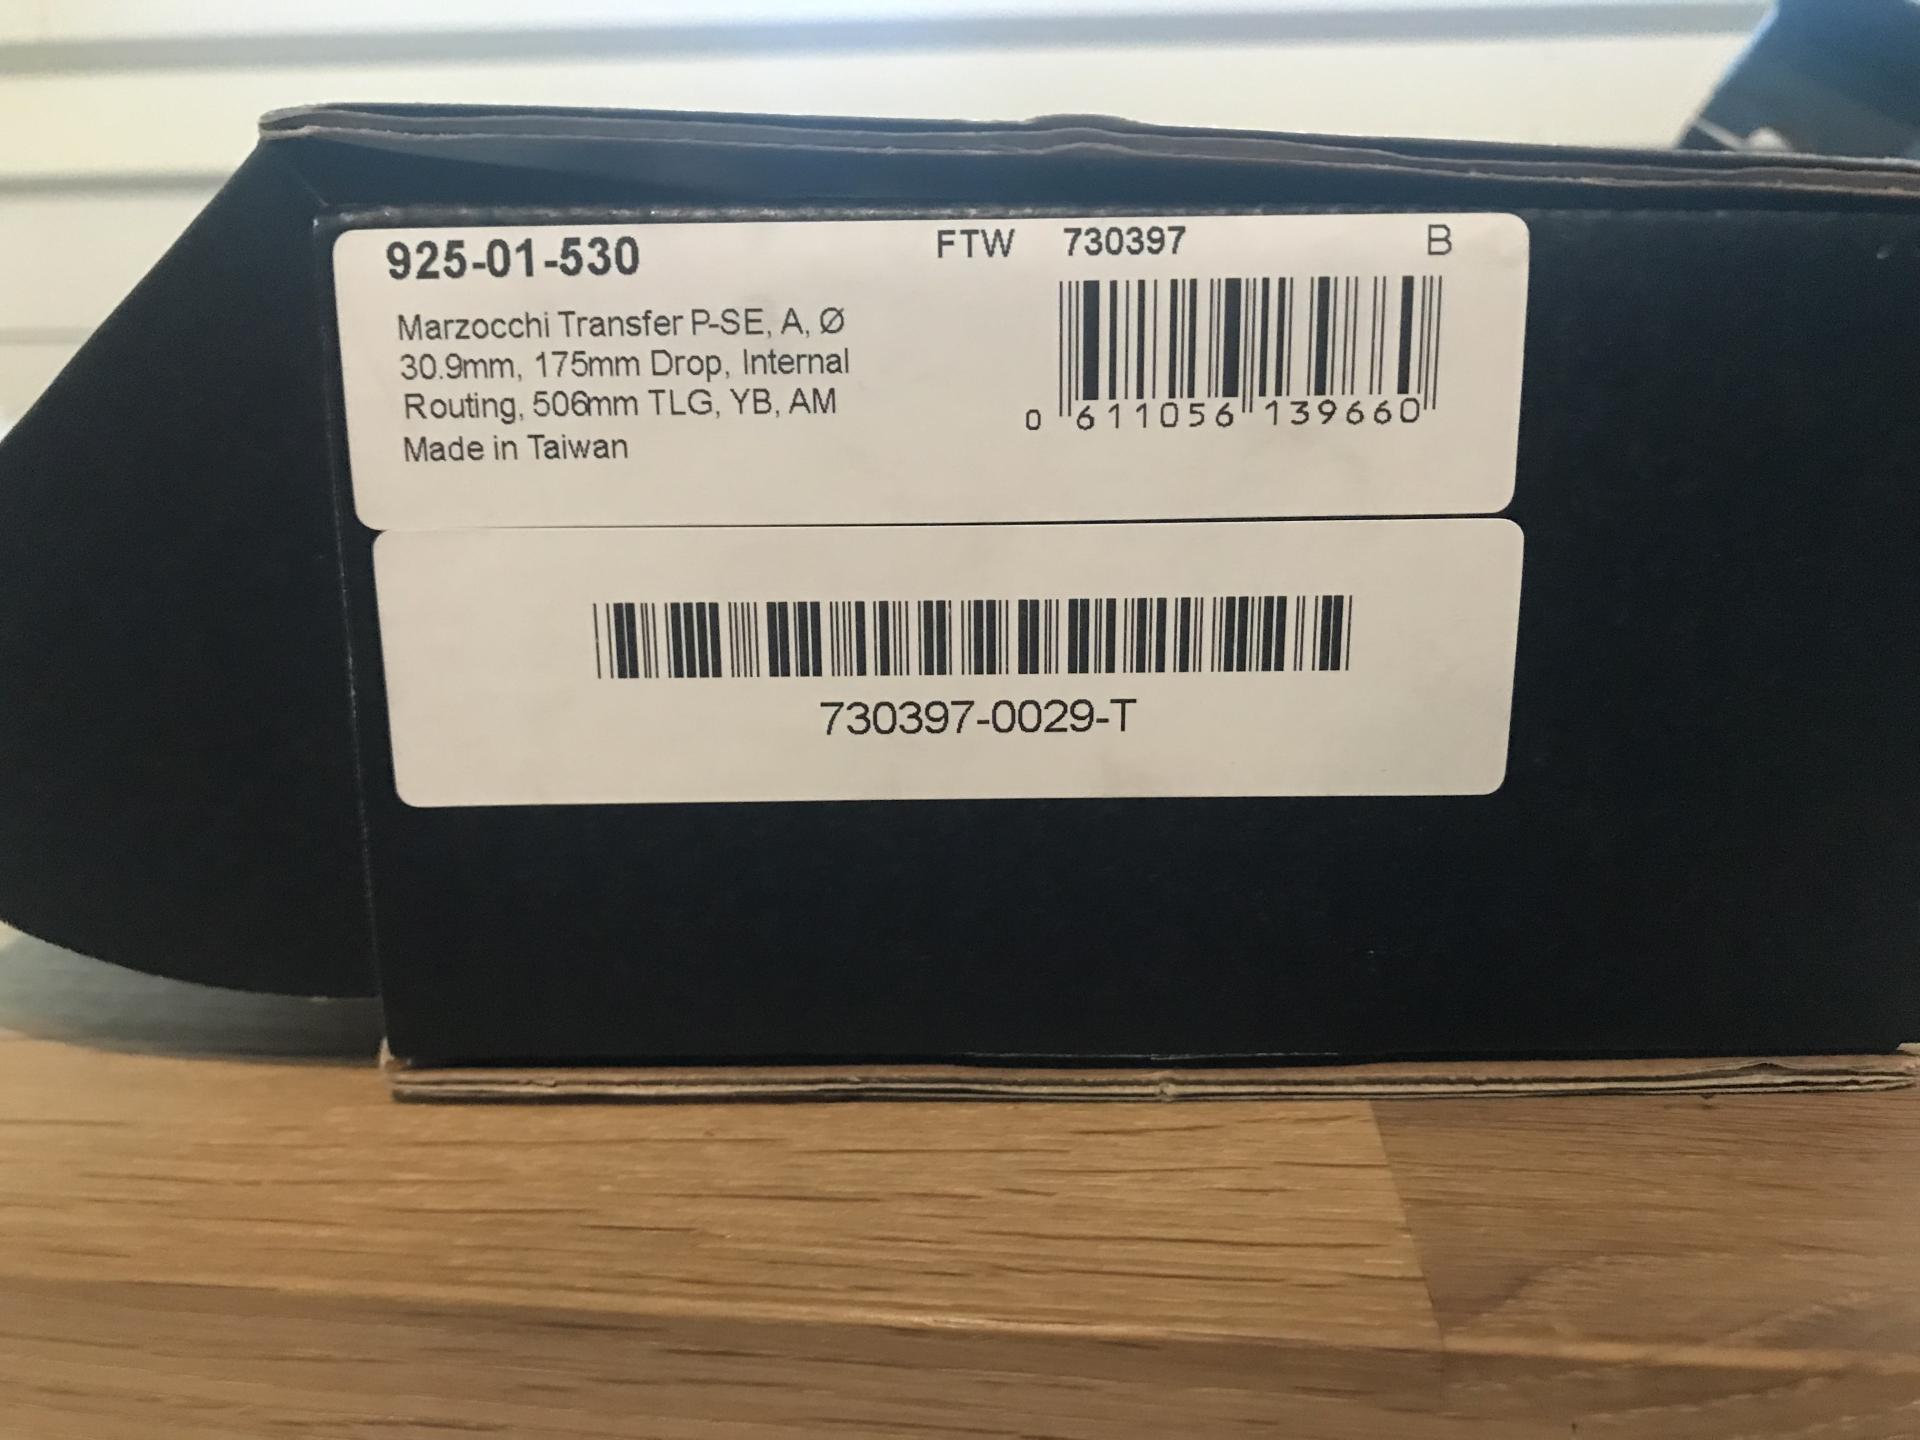 925-01-530
FTW 730397 B
Marzocchi Transfer P-SE, A, Ø
30.9mm, 175mm Drop, Internal
Routing, 506mm TLG, YB, AM
Made in Taiwan
0 611056 139660
730397-0029-T